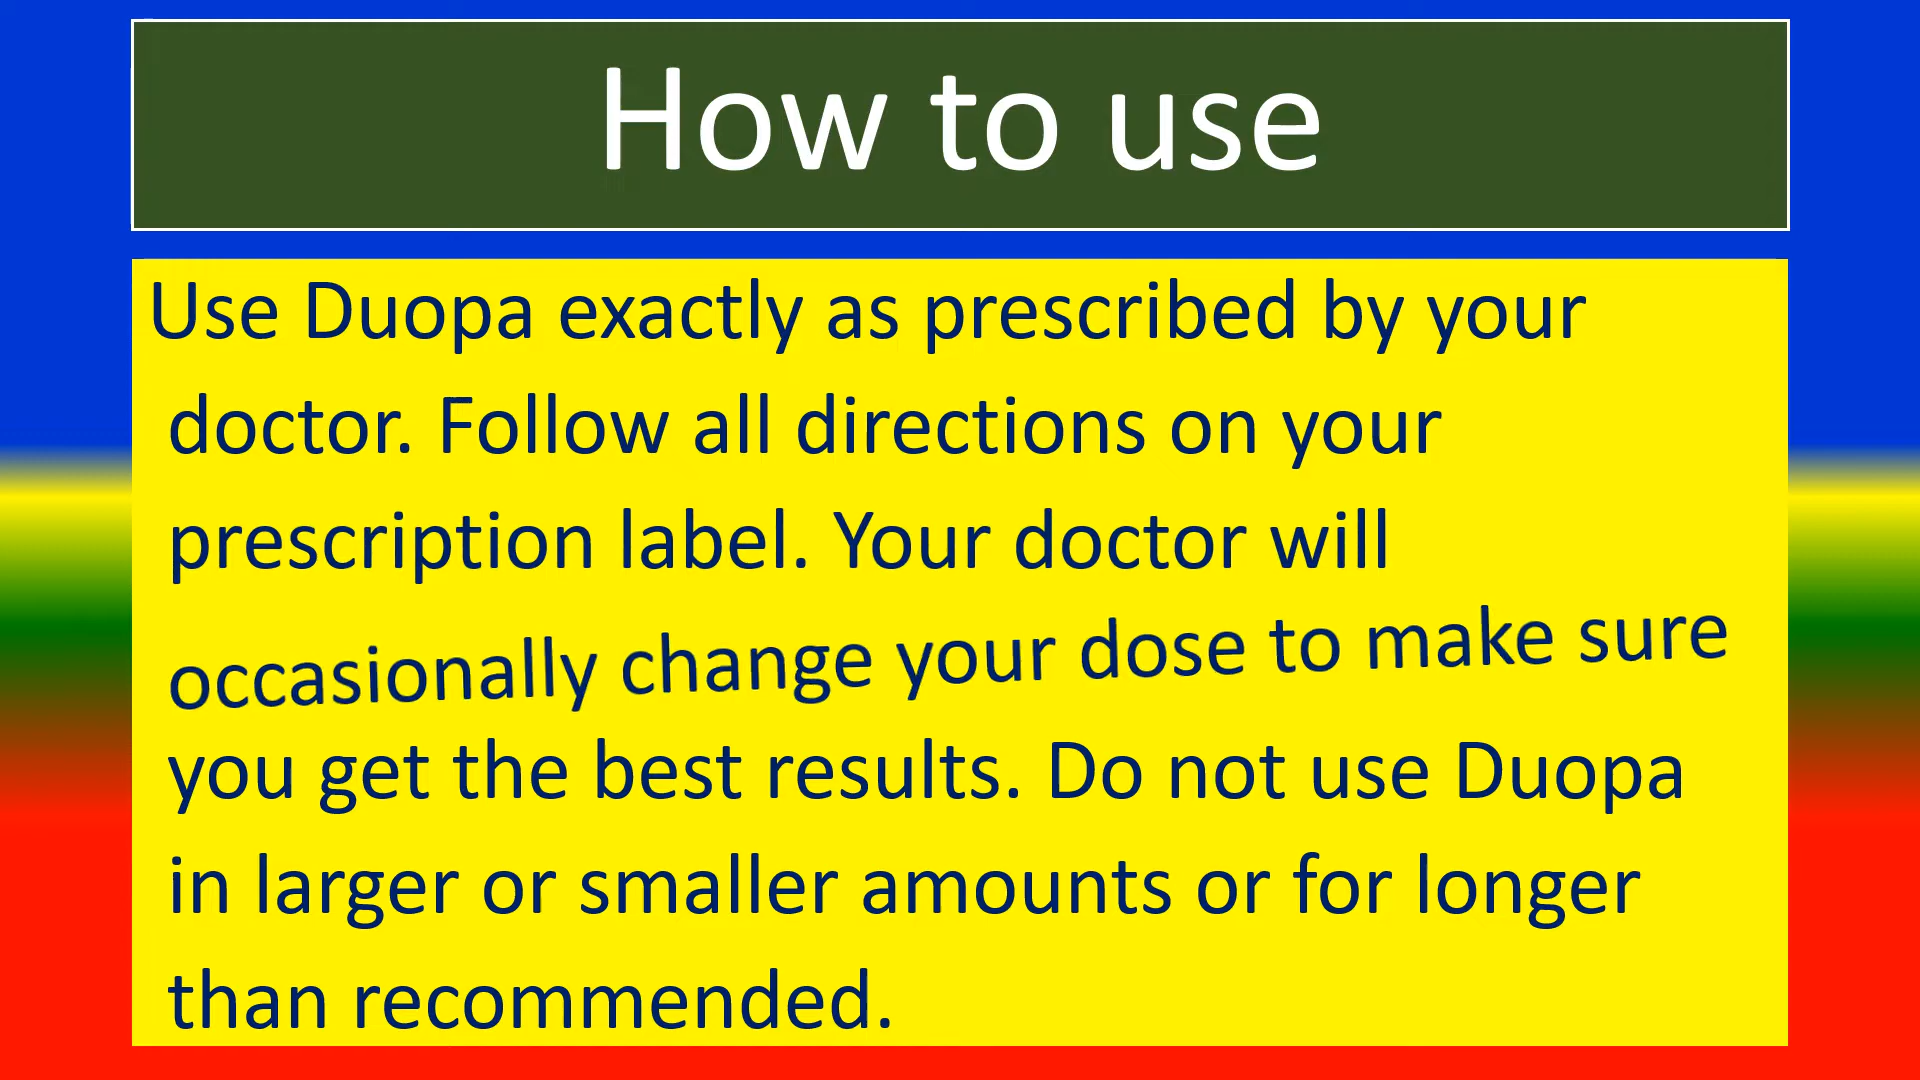 How to use
Use Duopa exactly as prescribed by your
doctor. Follow all directions on your
prescription label. Your doctor will
occasionally change your dose to make sure
you get the best results. Do not use Duopa
in larger or smaller amounts or for longer
than recommended.